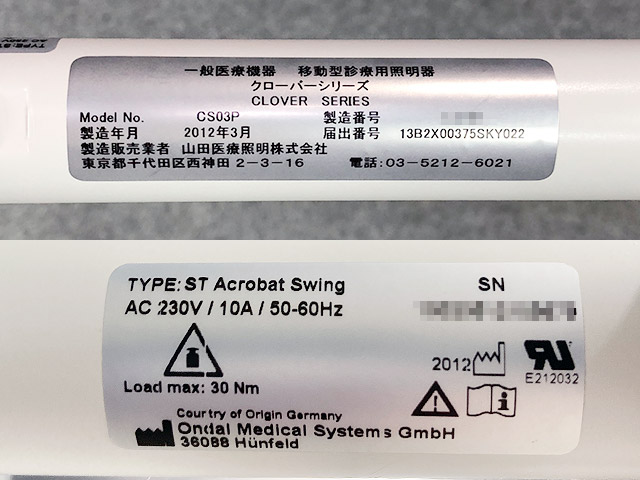 一般医療機器 移動型診療用照明器
クローバーシリーズ
CLOVER SERIES
Model No. CS03P 製造番号
製造年月 2012年3月 届出番号 13B2X00375SKY022
製造販売業者 山田医療照明株式会社
東京都千代田区西神田 2-3-16 電話:03-5212-6021
TYPE: ST Acrobat Swing SN
AC 230V / 10A / 50-60Hz
2012
E212032
Load max: 30 Nm
Country of Origin Germany
Ondal Medical Systems GmbH
36088 Hünfeld